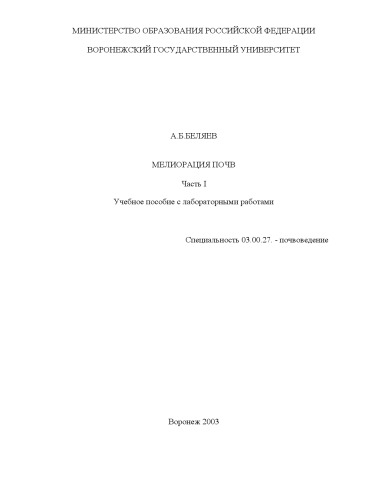 МИНИСТЕРСТВО ОБРАЗОВАНИЯ РОССИЙСКОЙ ФЕДЕРАЦИИ
ВОРОНЕЖСКИЙ ГОСУДАРСТВЕННЫЙ УНИВЕРСИТЕТ
А.Б.БЕЛЯЕВ
МЕЛИОРАЦИЯ ПОЧВ
Часть I
Учебное пособие с лабораторными работами
Специальность 03.00.27. - почвоведение
Воронеж 2003